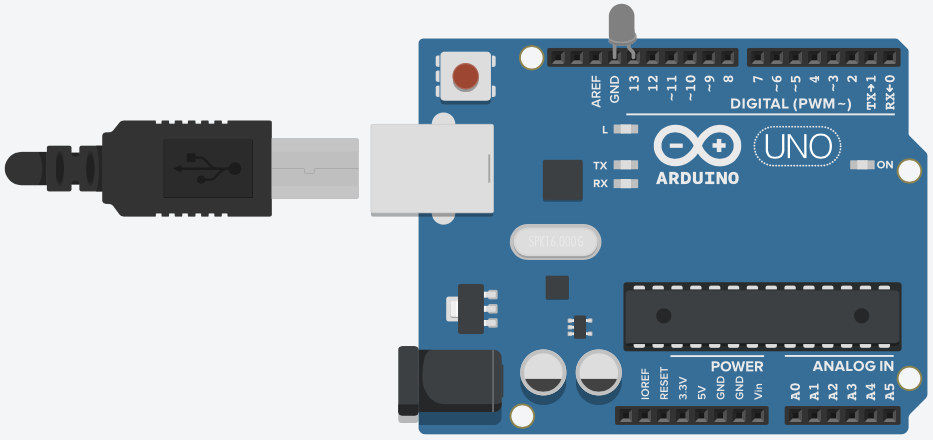 AREF
GND
13
12
~11
~10
~9
8
7
~6
~5
4
~3
2
TX→1
RX←0
DIGITAL (PWM~)
L
TX
RX
UNO
ON
ARDUINO
SPK16.000G
POWER
ANALOG IN
IOREF
RESET
3.3V
5V
GND
GND
Vin
A0
A1
A2
A3
A4
A5